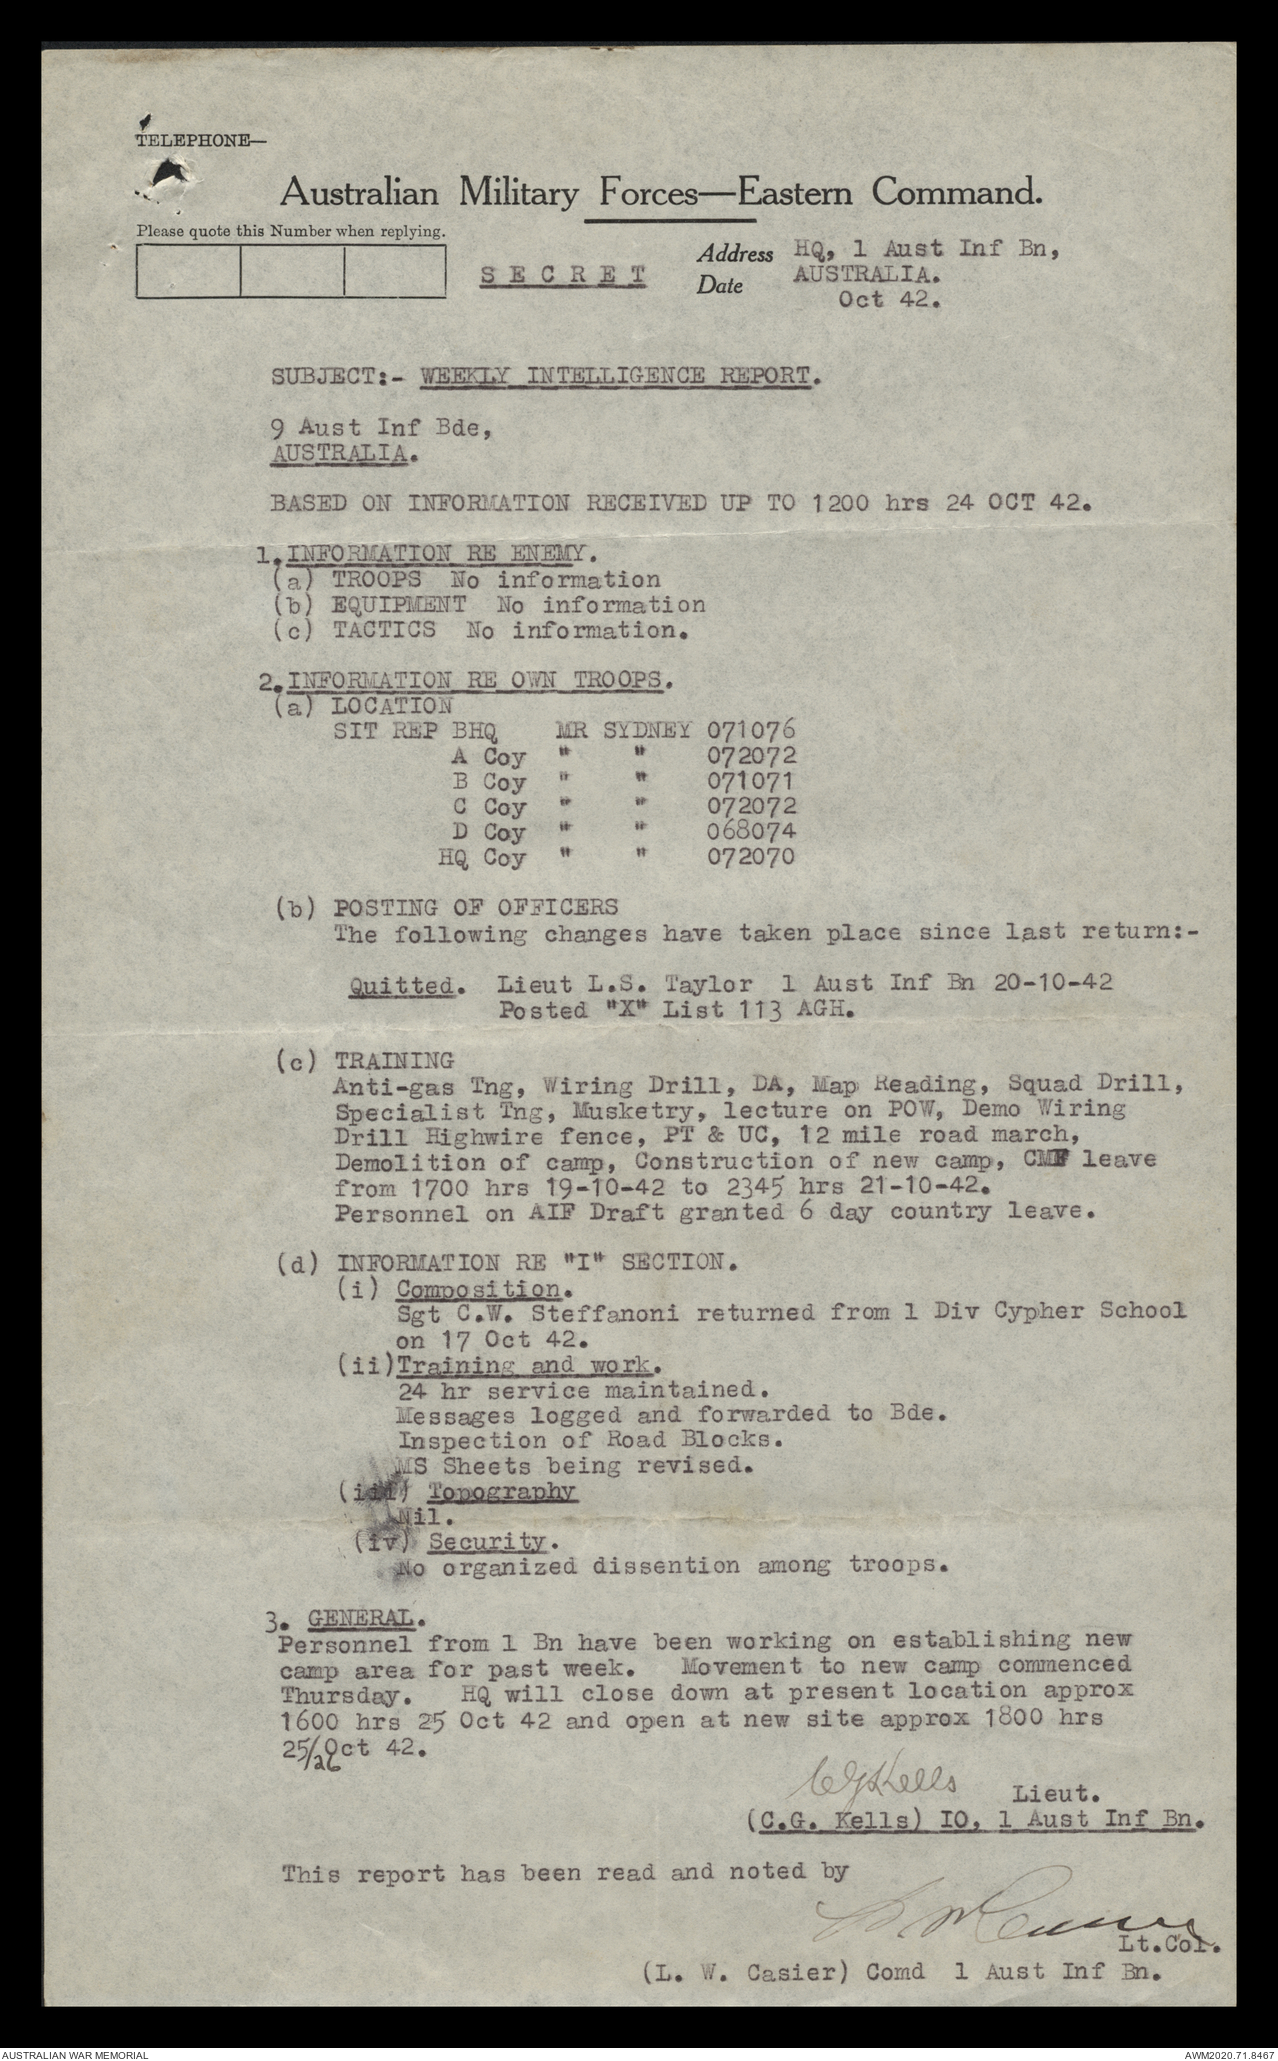 TELEPHONE—
Australian Military Forces—Eastern Command.
Please quote this Number when replying.
SECRET
Address HQ, 1 Aust Inf Bn,
AUSTRALIA.
Date Oct 42.
SUBJECT:- WEEKLY INTELLIGENCE REPORT.
9 Aust Inf Bde,
AUSTRALIA.
BASED ON INFORMATION RECEIVED UP TO 1200 hrs 24 OCT 42.
1. INFORMATION RE ENEMY.
(a) TROOPS No information
(b) EQUIPMENT No information
(c) TACTICS No information.
2. INFORMATION RE OWN TROOPS.
(a) LOCATION
SIT REP BHQ MR SYDNEY 071076
A Coy " " 072072
B Coy " " 071071
C Coy " " 072072
D Coy " " 068074
HQ Coy " " 072070
(b) POSTING OF OFFICERS
The following changes have taken place since last return:-
Quitted. Lieut L.S. Taylor 1 Aust Inf Bn 20-10-42
Posted "X" List 113 AGH.
(c) TRAINING
Anti-gas Tng, Wiring Drill, DA, Map Reading, Squad Drill,
Specialist Tng, Musketry, lecture on POW, Demo Wiring
Drill Highwire fence, PT & UC, 12 mile road march,
Demolition of camp, Construction of new camp, CMF leave
from 1700 hrs 19-10-42 to 2345 hrs 21-10-42.
Personnel on AIF Draft granted 6 day country leave.
(d) INFORMATION RE "I" SECTION.
(i) Composition.
Sgt C.W. Steffanoni returned from 1 Div Cypher School
on 17 Oct 42.
(ii) Training and work.
24 hr service maintained.
Messages logged and forwarded to Bde.
Inspection of Road Blocks.
MS Sheets being revised.
(iii) Topography
Nil.
(iv) Security.
No organized dissention among troops.
3. GENERAL.
Personnel from 1 Bn have been working on establishing new
camp area for past week. Movement to new camp commenced
Thursday. HQ will close down at present location approx
1600 hrs 25 Oct 42 and open at new site approx 1800 hrs
25/26 Oct 42.
CGKells Lieut.
(C.G. Kells) IO, 1 Aust Inf Bn.
This report has been read and noted by
Lt.Col.
(L. W. Casier) Comd 1 Aust Inf Bn.
AUSTRALIAN WAR MEMORIAL
AWM2020.71.8467